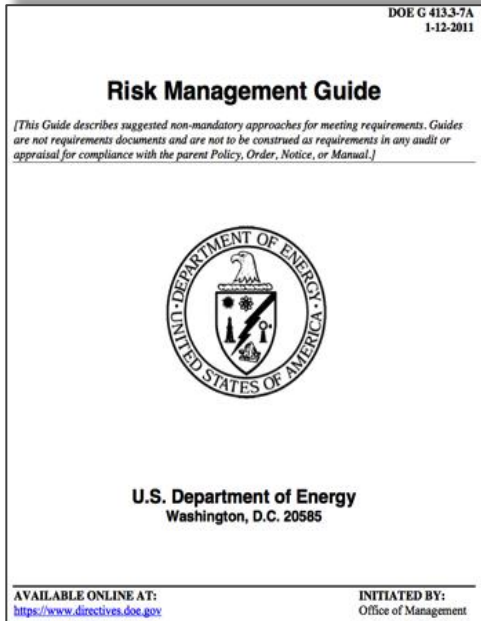 DOE G 413.3-7A
1-12-2011
Risk Management Guide
[This Guide describes suggested non-mandatory approaches for meeting requirements. Guides
are not requirements documents and are not to be construed as requirements in any audit or
appraisal for compliance with the parent Policy, Order, Notice, or Manual.]
DEPARTMENT OF ENERGY
UNITED STATES OF AMERICA
U.S. Department of Energy
Washington, D.C. 20585
AVAILABLE ONLINE AT:
https://www.directives.doe.gov
INITIATED BY:
Office of Management